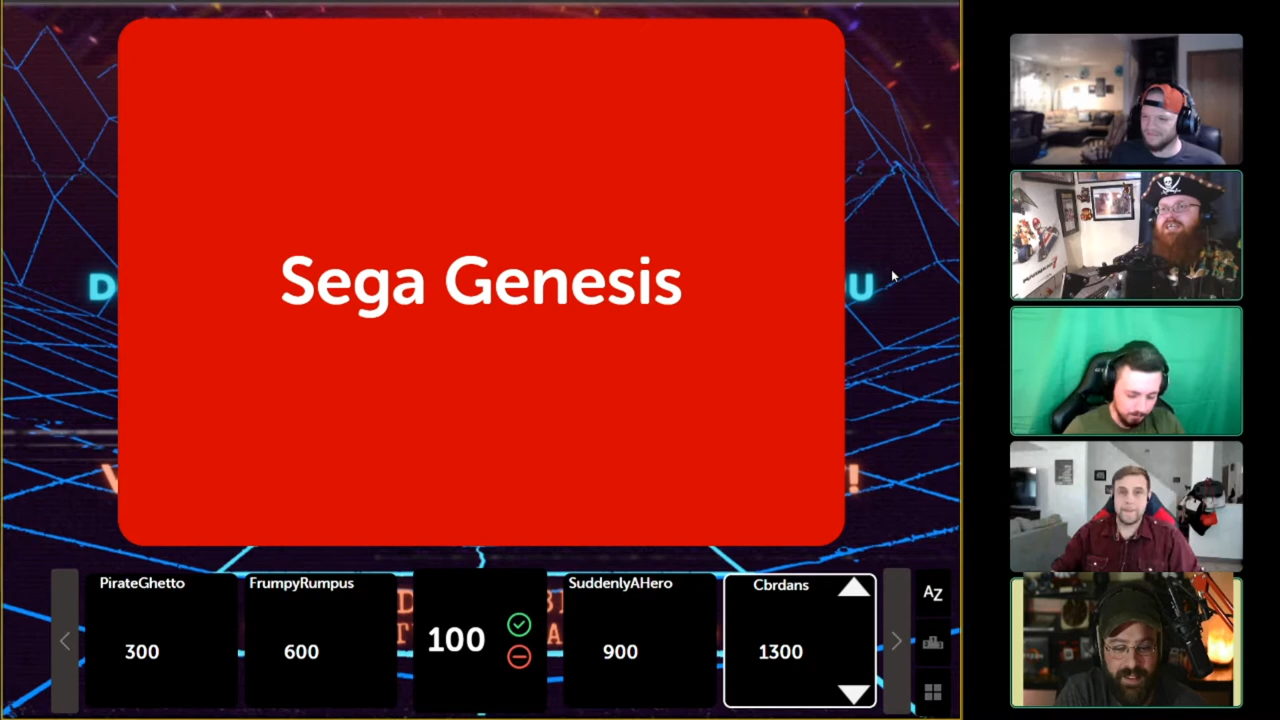 Sega Genesis
D
U
!
PirateGhetto
FrumpyRumpus
SuddenlyAHero
Cbrdans
300
600
100
900
1300
AZ